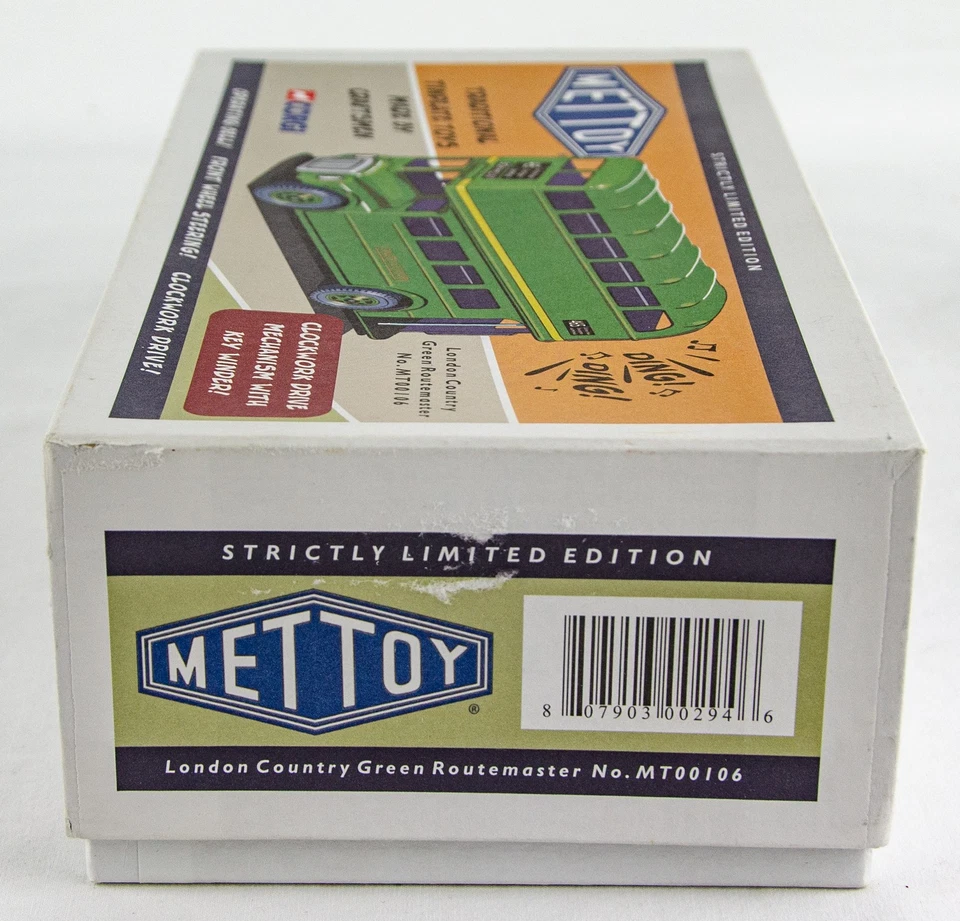 STRICTLY LIMITED EDITION
METTOY
TRADITIONAL
TINPLATE TOYS
MADE BY
CRAFTSMEN
CORGI
DING!
DING!
London Country
Green Routemaster
No. MT00106
CLOCKWORK DRIVE
MECHANISM WITH
KEY WINDER!
OPERATING BELL! FRONT WHEEL STEERING! CLOCKWORK DRIVE!
STRICTLY LIMITED EDITION
METTOY
®
8 07903 00294 6
London Country Green Routemaster No. MT00106